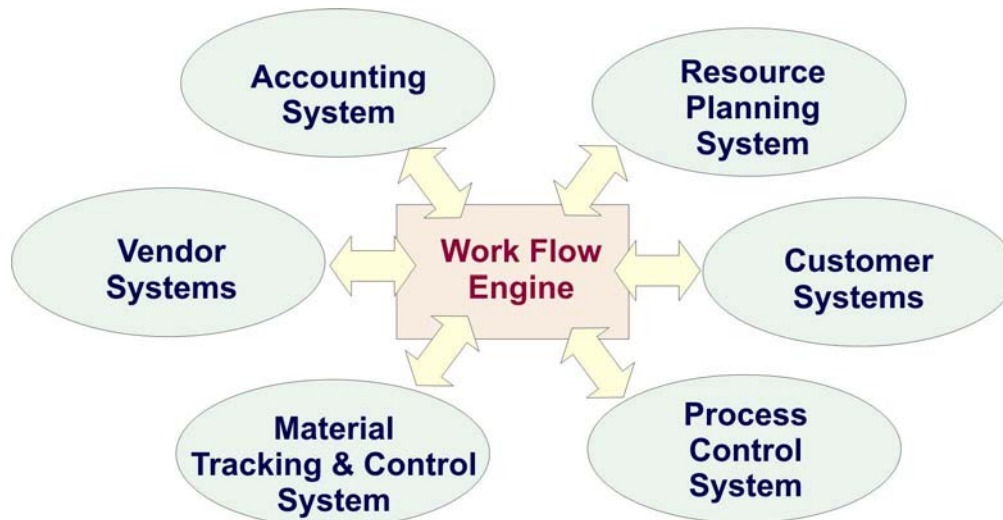 Accounting
System
Resource
Planning
System
Vendor
Systems
Work Flow
Engine
Customer
Systems
Material
Tracking & Control
System
Process
Control
System